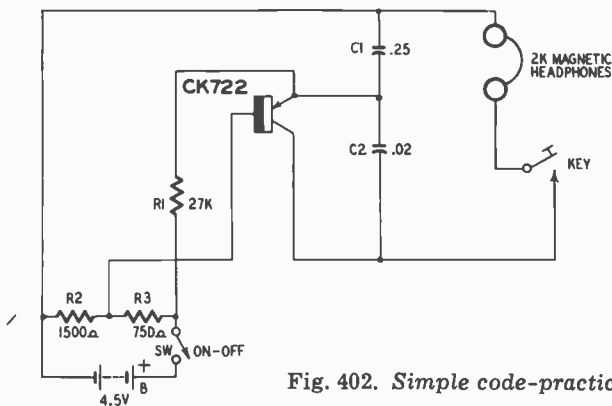 C1 .25
2K MAGNETIC
HEADPHONES
CK722
C2 .02
KEY
R1 27K
R2
1500Ω
R3
750Ω
SW ON-OFF
+
B
4.5V
Fig. 402. Simple code-practic